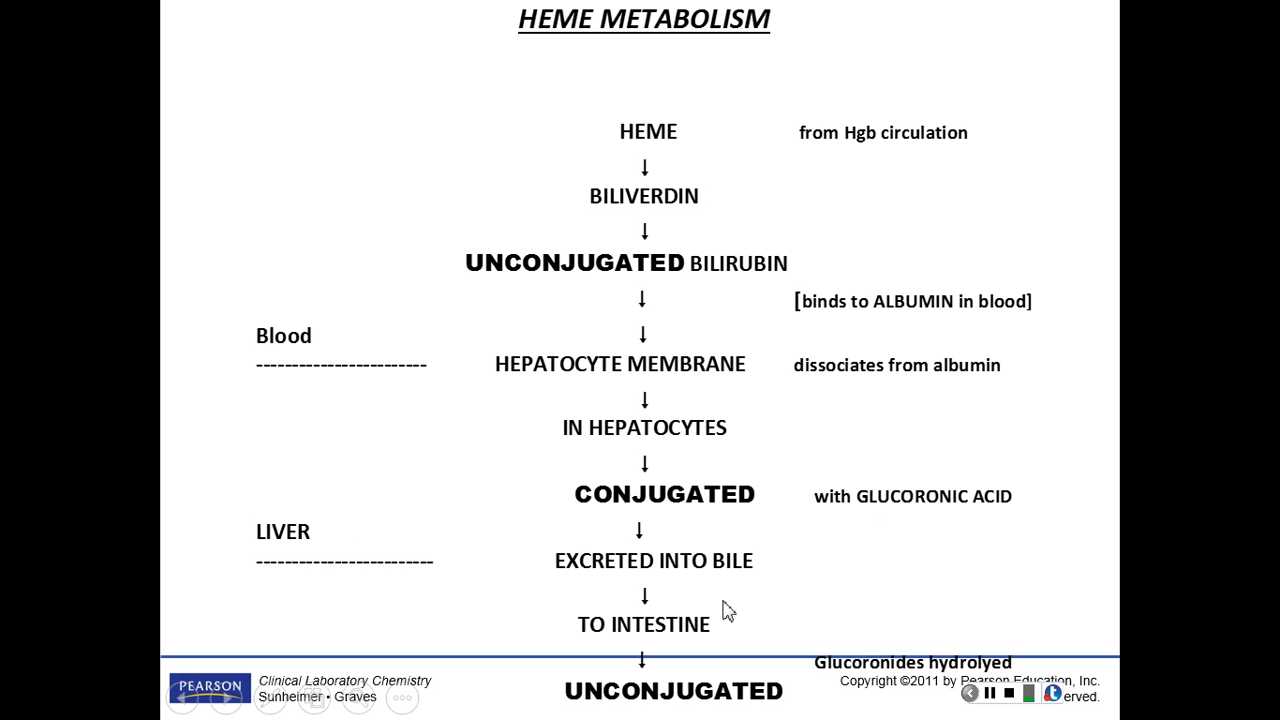 HEME METABOLISM
HEME from Hgb circulation
↓
BILIVERDIN
↓
UNCONJUGATED BILIRUBIN
↓
[binds to ALBUMIN in blood]
↓
Blood
------------------------ HEPATOCYTE MEMBRANE dissociates from albumin
↓
IN HEPATOCYTES
↓
CONJUGATED with GLUCORONIC ACID
LIVER ↓
------------------------- EXCRETED INTO BILE
↓
TO INTESTINE
↓ Glucoronides hydrolyed
UNCONJUGATED
PEARSON
Clinical Laboratory Chemistry
Sunheimer • Graves
Copyright ©2011 by Pearson Education, Inc.
erved.